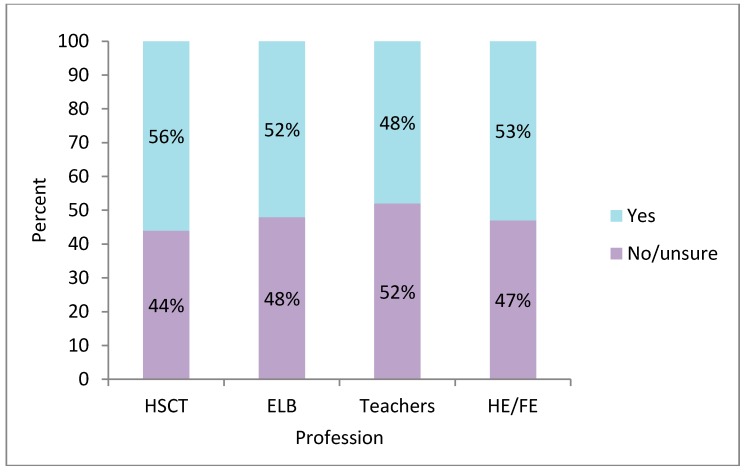 100
90
80
70
60
50
40
30
20
10
0
Percent
56%
52%
48%
53%
44%
48%
52%
47%
HSCT
ELB
Teachers
HE/FE
Profession
Yes
No/unsure